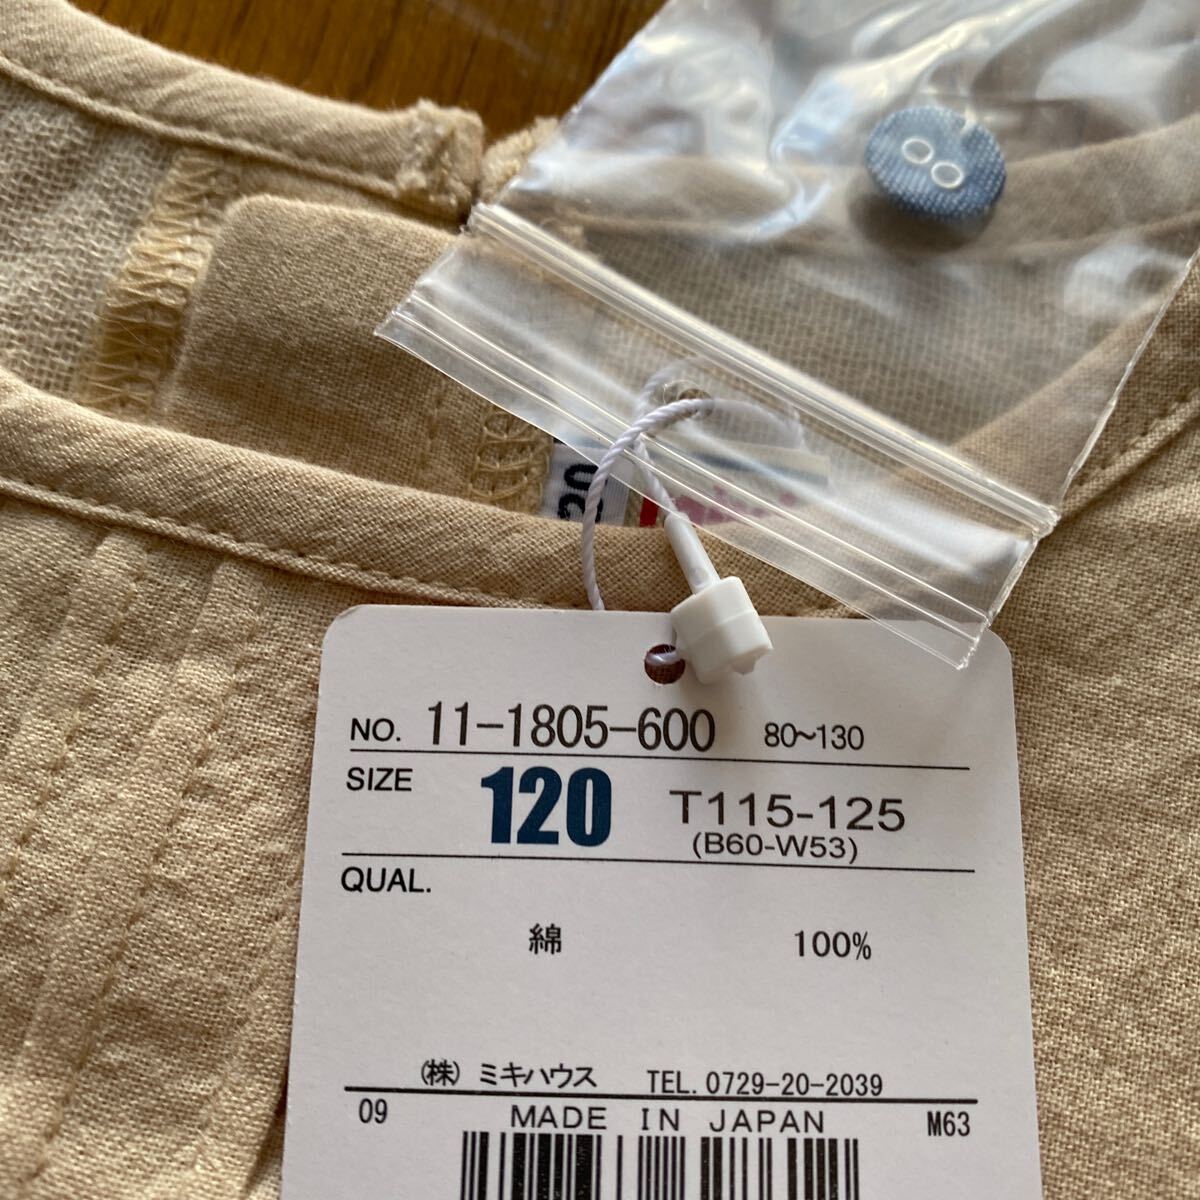 20
NO. 11-1805-600 80~130
SIZE 120 T115-125
(B60-W53)
QUAL.
綿 100%
(株) ミキハウス TEL. 0729-20-2039
09 MADE IN JAPAN M63